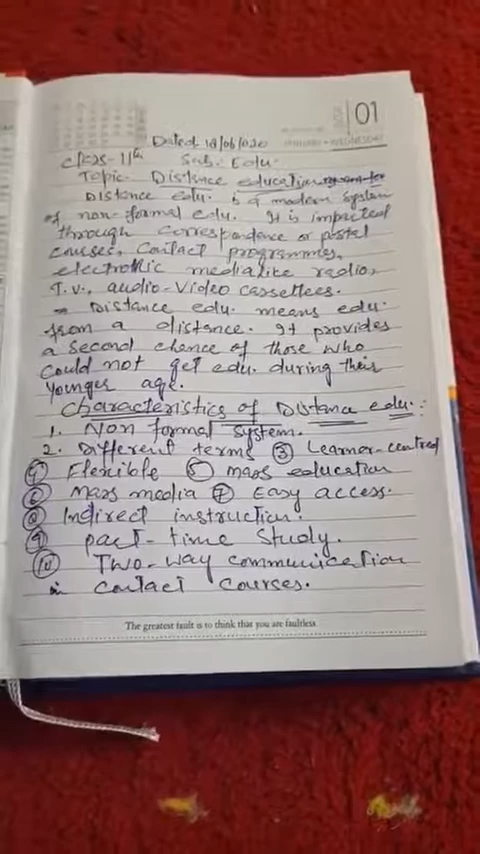 01
WEDNESDAY
Dated, 18/06/020
Class-11th Sub: Edu.
Topic- Distance education
Distance edu. is a modern system
of non-formal edu. It is imparted
through correspondence or postal
courses, Contact programmes,
electronic media like radio,
T.V., audio-Video cassettees.
→ Distance edu. means edu.
from a distance. It provides
a second chence of those who
could not get edu. during their
younger age.
Characteristics of Distance edu.:
1. Non formal system.
2. Different terms ③ Learner-centred
④ Flexible ⑤ mass education
⑥ Mass media ⑦ Easy access.
⑧ Indirect instruction.
⑨ part-time study.
⑩ Two-way communication
in contact courses.
The greatest fault is to think that you are faultless